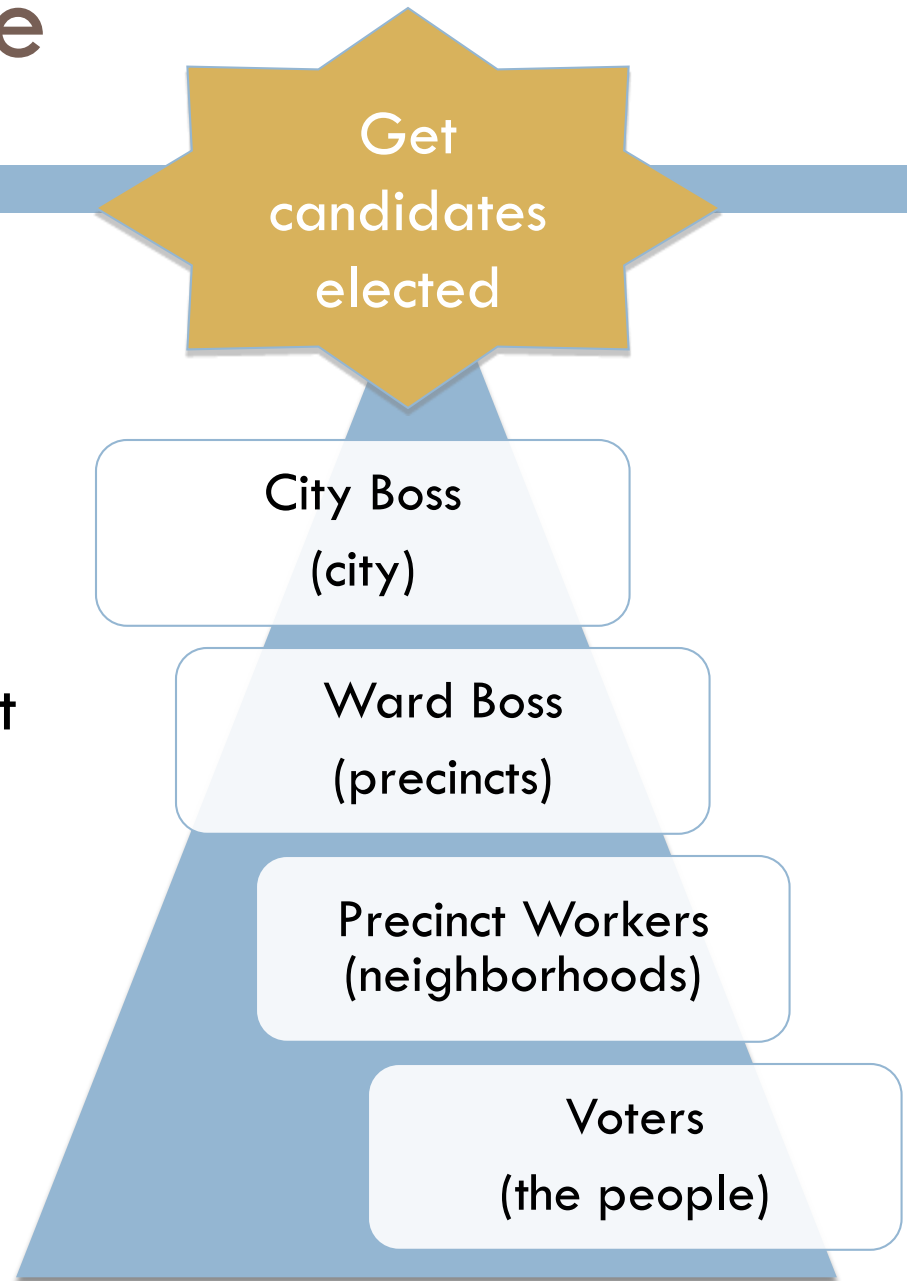 e
Get
candidates
elected
City Boss
(city)
t
Ward Boss
(precincts)
Precinct Workers
(neighborhoods)
Voters
(the people)